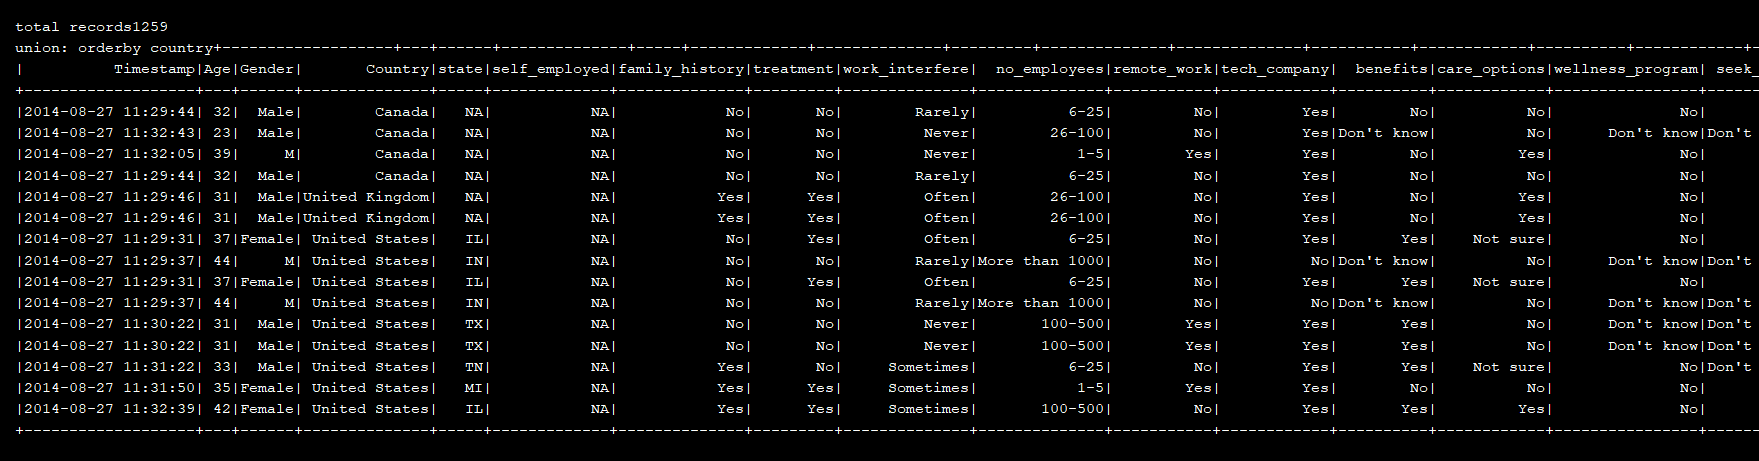 total records1259
union: orderby country+-------------------+---+------+--------------+-----+-------------+--------------+---------+--------------+--------------+-----------+------------+----------+------------+--
|          Timestamp|Age|Gender|       Country|state|self_employed|family_history|treatment|work_interfere|  no_employees|remote_work|tech_company|  benefits|care_options|wellness_program| seek_
+-------------------+---+------+--------------+-----+-------------+--------------+---------+--------------+--------------+-----------+------------+----------+------------+----------------+------
|2014-08-27 11:29:44| 32|  Male|        Canada|   NA|           NA|            No|       No|        Rarely|          6-25|         No|         Yes|        No|          No|              No|
|2014-08-27 11:32:43| 23|  Male|        Canada|   NA|           NA|            No|       No|         Never|        26-100|         No|         Yes|Don't know|          No|      Don't know|Don't
|2014-08-27 11:32:05| 39|     M|        Canada|   NA|           NA|            No|       No|         Never|           1-5|        Yes|         Yes|        No|         Yes|              No|
|2014-08-27 11:29:44| 32|  Male|        Canada|   NA|           NA|            No|       No|        Rarely|          6-25|         No|         Yes|        No|          No|              No|
|2014-08-27 11:29:46| 31|  Male|United Kingdom|   NA|           NA|           Yes|      Yes|         Often|        26-100|         No|         Yes|        No|         Yes|              No|
|2014-08-27 11:29:46| 31|  Male|United Kingdom|   NA|           NA|           Yes|      Yes|         Often|        26-100|         No|         Yes|        No|         Yes|              No|
|2014-08-27 11:29:31| 37|Female| United States|   IL|           NA|            No|      Yes|         Often|          6-25|         No|         Yes|       Yes|    Not sure|              No|
|2014-08-27 11:29:37| 44|     M| United States|   IN|           NA|            No|       No|        Rarely|More than 1000|         No|          No|Don't know|          No|      Don't know|Don't
|2014-08-27 11:29:31| 37|Female| United States|   IL|           NA|            No|      Yes|         Often|          6-25|         No|         Yes|       Yes|    Not sure|              No|
|2014-08-27 11:29:37| 44|     M| United States|   IN|           NA|            No|       No|        Rarely|More than 1000|         No|          No|Don't know|          No|      Don't know|Don't
|2014-08-27 11:30:22| 31|  Male| United States|   TX|           NA|            No|       No|         Never|       100-500|        Yes|         Yes|       Yes|          No|      Don't know|Don't
|2014-08-27 11:30:22| 31|  Male| United States|   TX|           NA|            No|       No|         Never|       100-500|        Yes|         Yes|       Yes|          No|      Don't know|Don't
|2014-08-27 11:31:22| 33|  Male| United States|   TN|           NA|           Yes|       No|     Sometimes|          6-25|         No|         Yes|       Yes|    Not sure|              No|Don't
|2014-08-27 11:31:50| 35|Female| United States|   MI|           NA|           Yes|      Yes|     Sometimes|           1-5|        Yes|         Yes|        No|          No|              No|
|2014-08-27 11:32:39| 42|Female| United States|   IL|           NA|           Yes|      Yes|     Sometimes|       100-500|         No|         Yes|       Yes|         Yes|              No|
+-------------------+---+------+--------------+-----+-------------+--------------+---------+--------------+--------------+-----------+------------+----------+------------+----------------+------